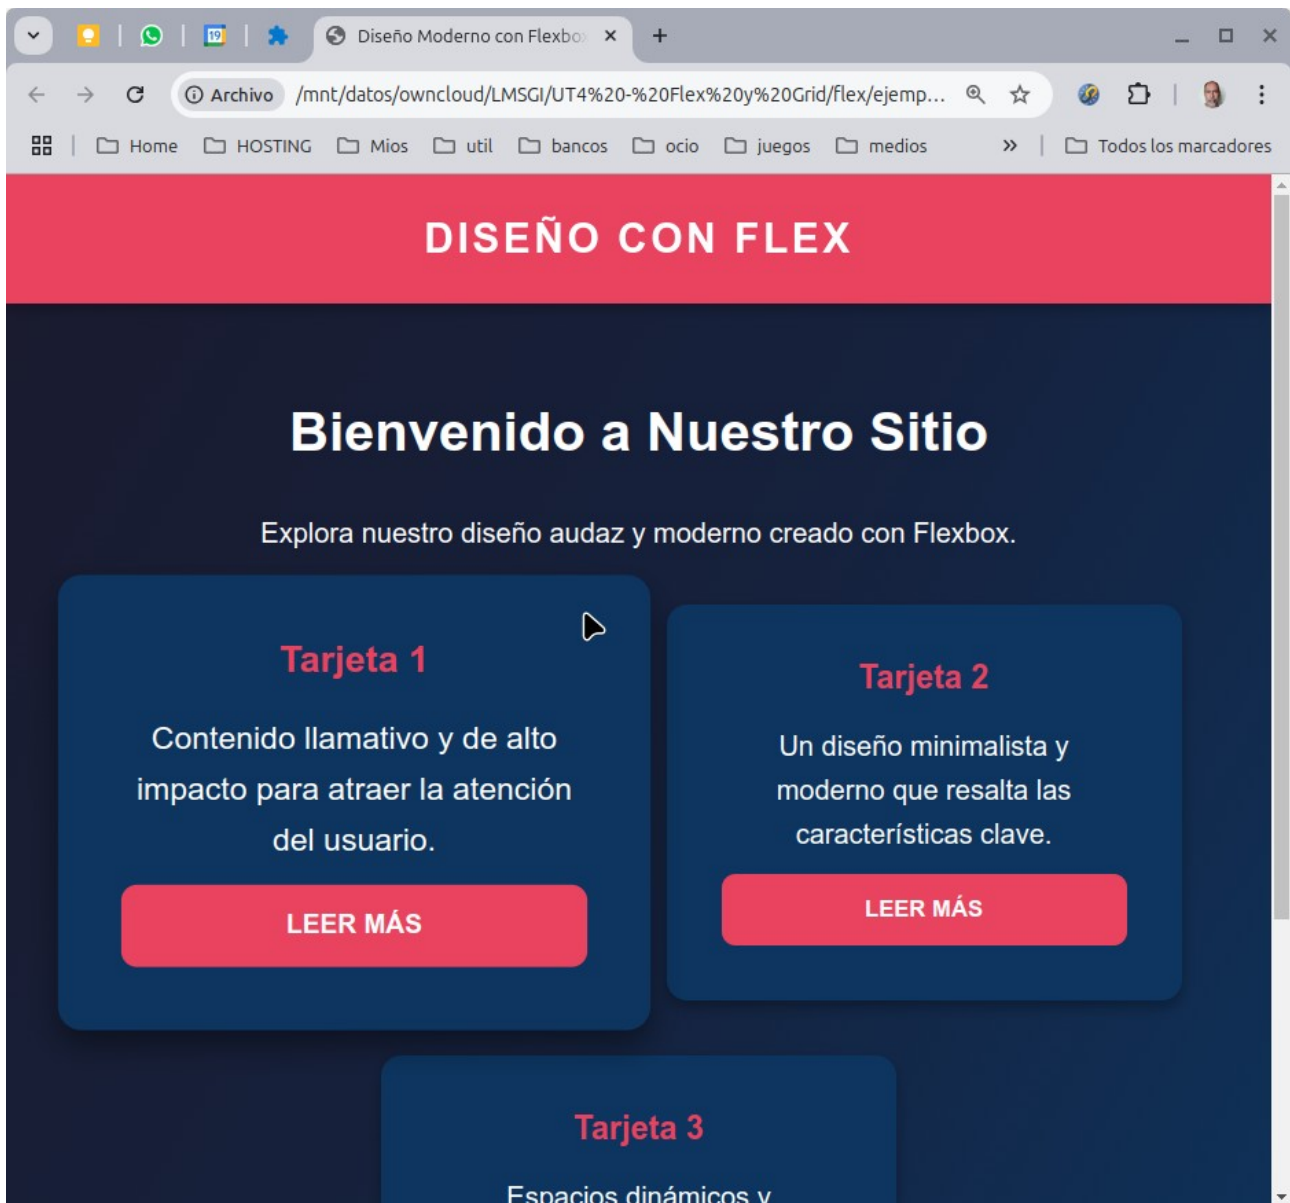 19
Diseño Moderno con Flexbo
Archivo
/mnt/datos/owncloud/LMSGI/UT4%20-%20Flex%20y%20Grid/flex/ejemp...
Home
HOSTING
Mios
util
bancos
ocio
juegos
medios
Todos los marcadores
DISEÑO CON FLEX
Bienvenido a Nuestro Sitio
Explora nuestro diseño audaz y moderno creado con Flexbox.
Tarjeta 1
Contenido llamativo y de alto
impacto para atraer la atención
del usuario.
LEER MÁS
Tarjeta 2
Un diseño minimalista y
moderno que resalta las
características clave.
LEER MÁS
Tarjeta 3
Espacios dinámicos y